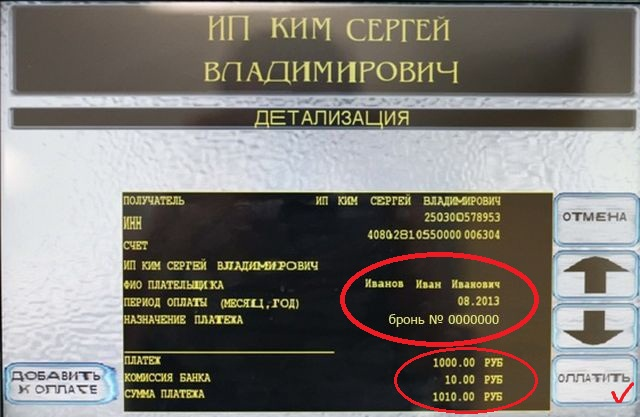 ИП КИМ СЕРГЕЙ
ВЛАДИМИРОВИЧ
ДЕТАЛИЗАЦИЯ
ПОЛУЧАТЕЛЬ ИП КИМ СЕРГЕЙ ВЛАДИМИРОВИЧ
ИНН 250300578953
СЧЕТ 40802810550000006304
ИП КИМ СЕРГЕЙ ВЛАДИМИРОВИЧ
ФИО ПЛАТЕЛЬЩИКА Иванов Иван Иванович
ПЕРИОД ОПЛАТЫ (МЕСЯЦ,ГОД) 08.2013
НАЗНАЧЕНИЕ ПЛАТЕЖА бронь № 0000000
ПЛАТЕЖ 1000.00 РУБ
КОМИССИЯ БАНКА 10.00 РУБ
СУММА ПЛАТЕЖА 1010.00 РУБ
ОТМЕНА
ДОБАВИТЬ
К ОПЛАТЕ
ОПЛАТИТЬ